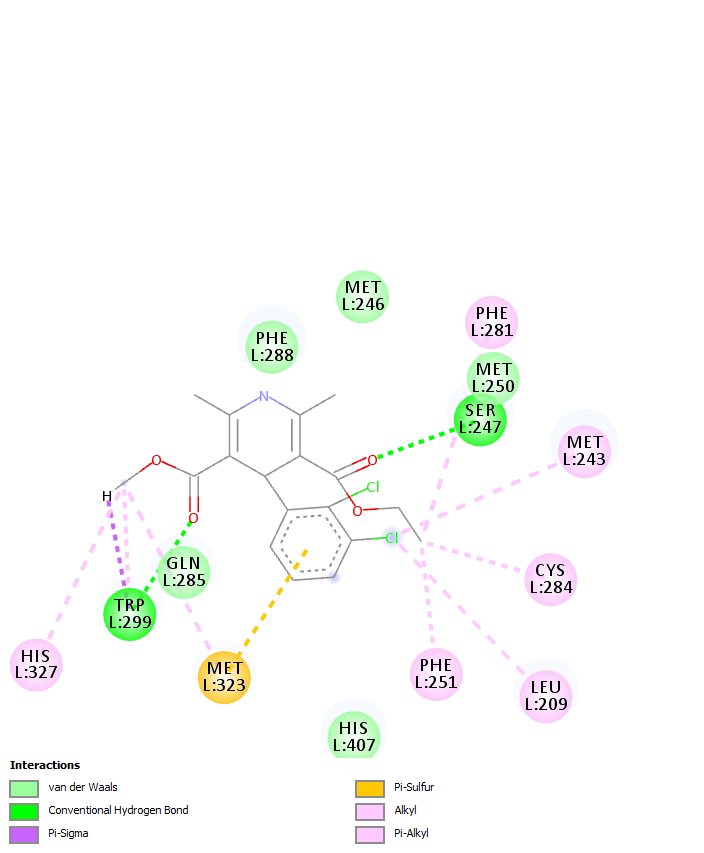 MET
L:246
PHE
L:281
PHE
L:288
MET
L:250
SER
L:247
MET
L:243
N
O
O
Cl
H
O
O
Cl
GLN
L:285
CYS
L:284
TRP
L:299
HIS
L:327
MET
L:323
PHE
L:251
LEU
L:209
HIS
L:407
Interactions
van der Waals
Conventional Hydrogen Bond
Pi-Sigma
Pi-Sulfur
Alkyl
Pi-Alkyl